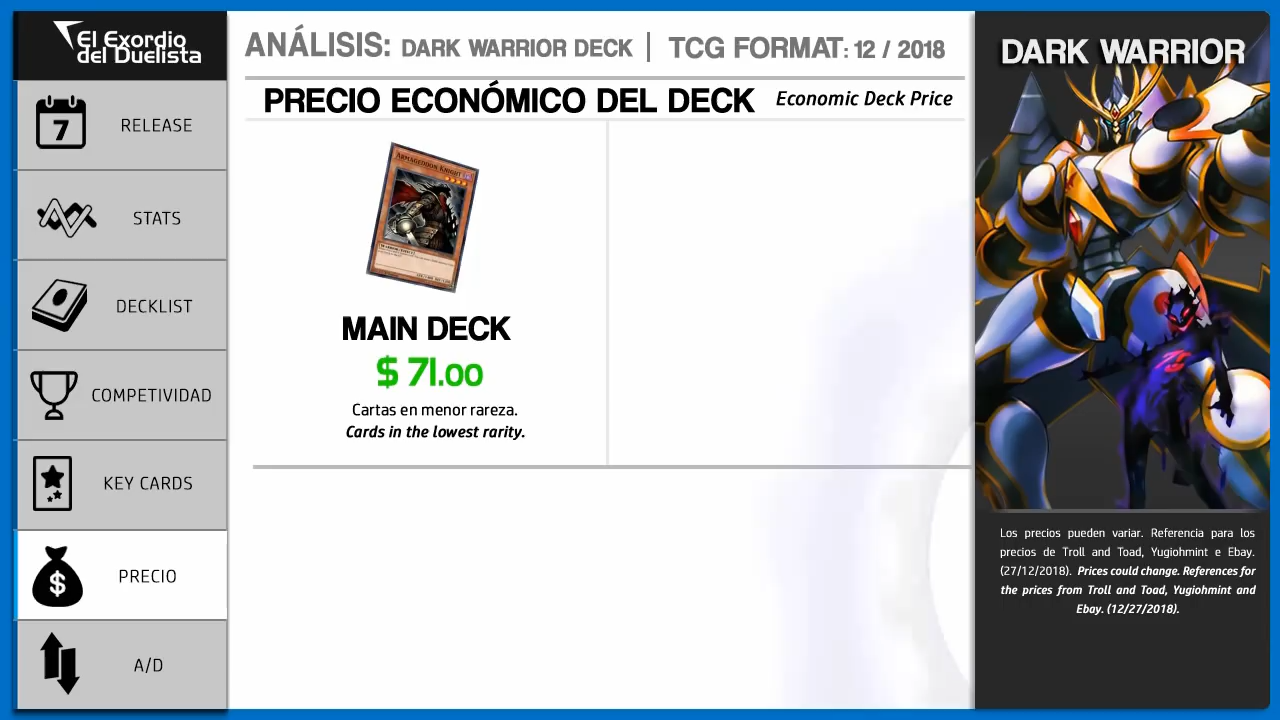 El Exordio
del Duelista
ANÁLISIS: DARK WARRIOR DECK | TCG FORMAT: 12 / 2018
PRECIO ECONÓMICO DEL DECK Economic Deck Price
7
RELEASE
STATS
DECKLIST
COMPETIVIDAD
KEY CARDS
$
PRECIO
A/D
ARMAGEDDON KNIGHT
MAIN DECK
$ 71.00
Cartas en menor rareza.
Cards in the lowest rarity.
DARK WARRIOR
Los precios pueden variar. Referencia para los
precios de Troll and Toad, Yugiohmint e Ebay.
(27/12/2018). Prices could change. References for
the prices from Troll and Toad, Yugiohmint and
Ebay. (12/27/2018).